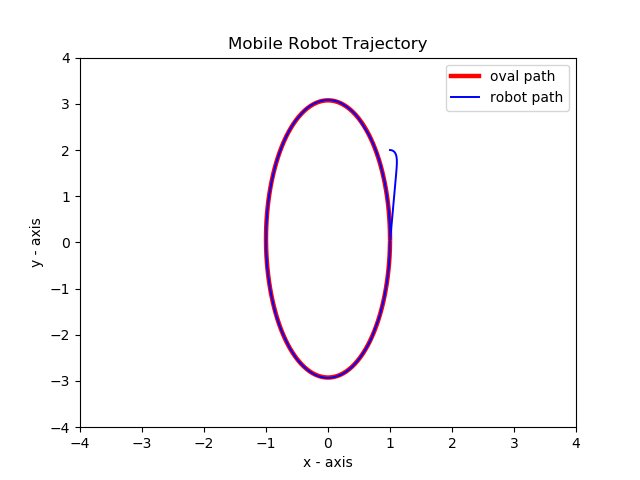 Mobile Robot Trajectory
oval path
robot path
4
3
2
1
0
−1
−2
−3
−4
y - axis
−4 −3 −2 −1 0 1 2 3 4
x - axis